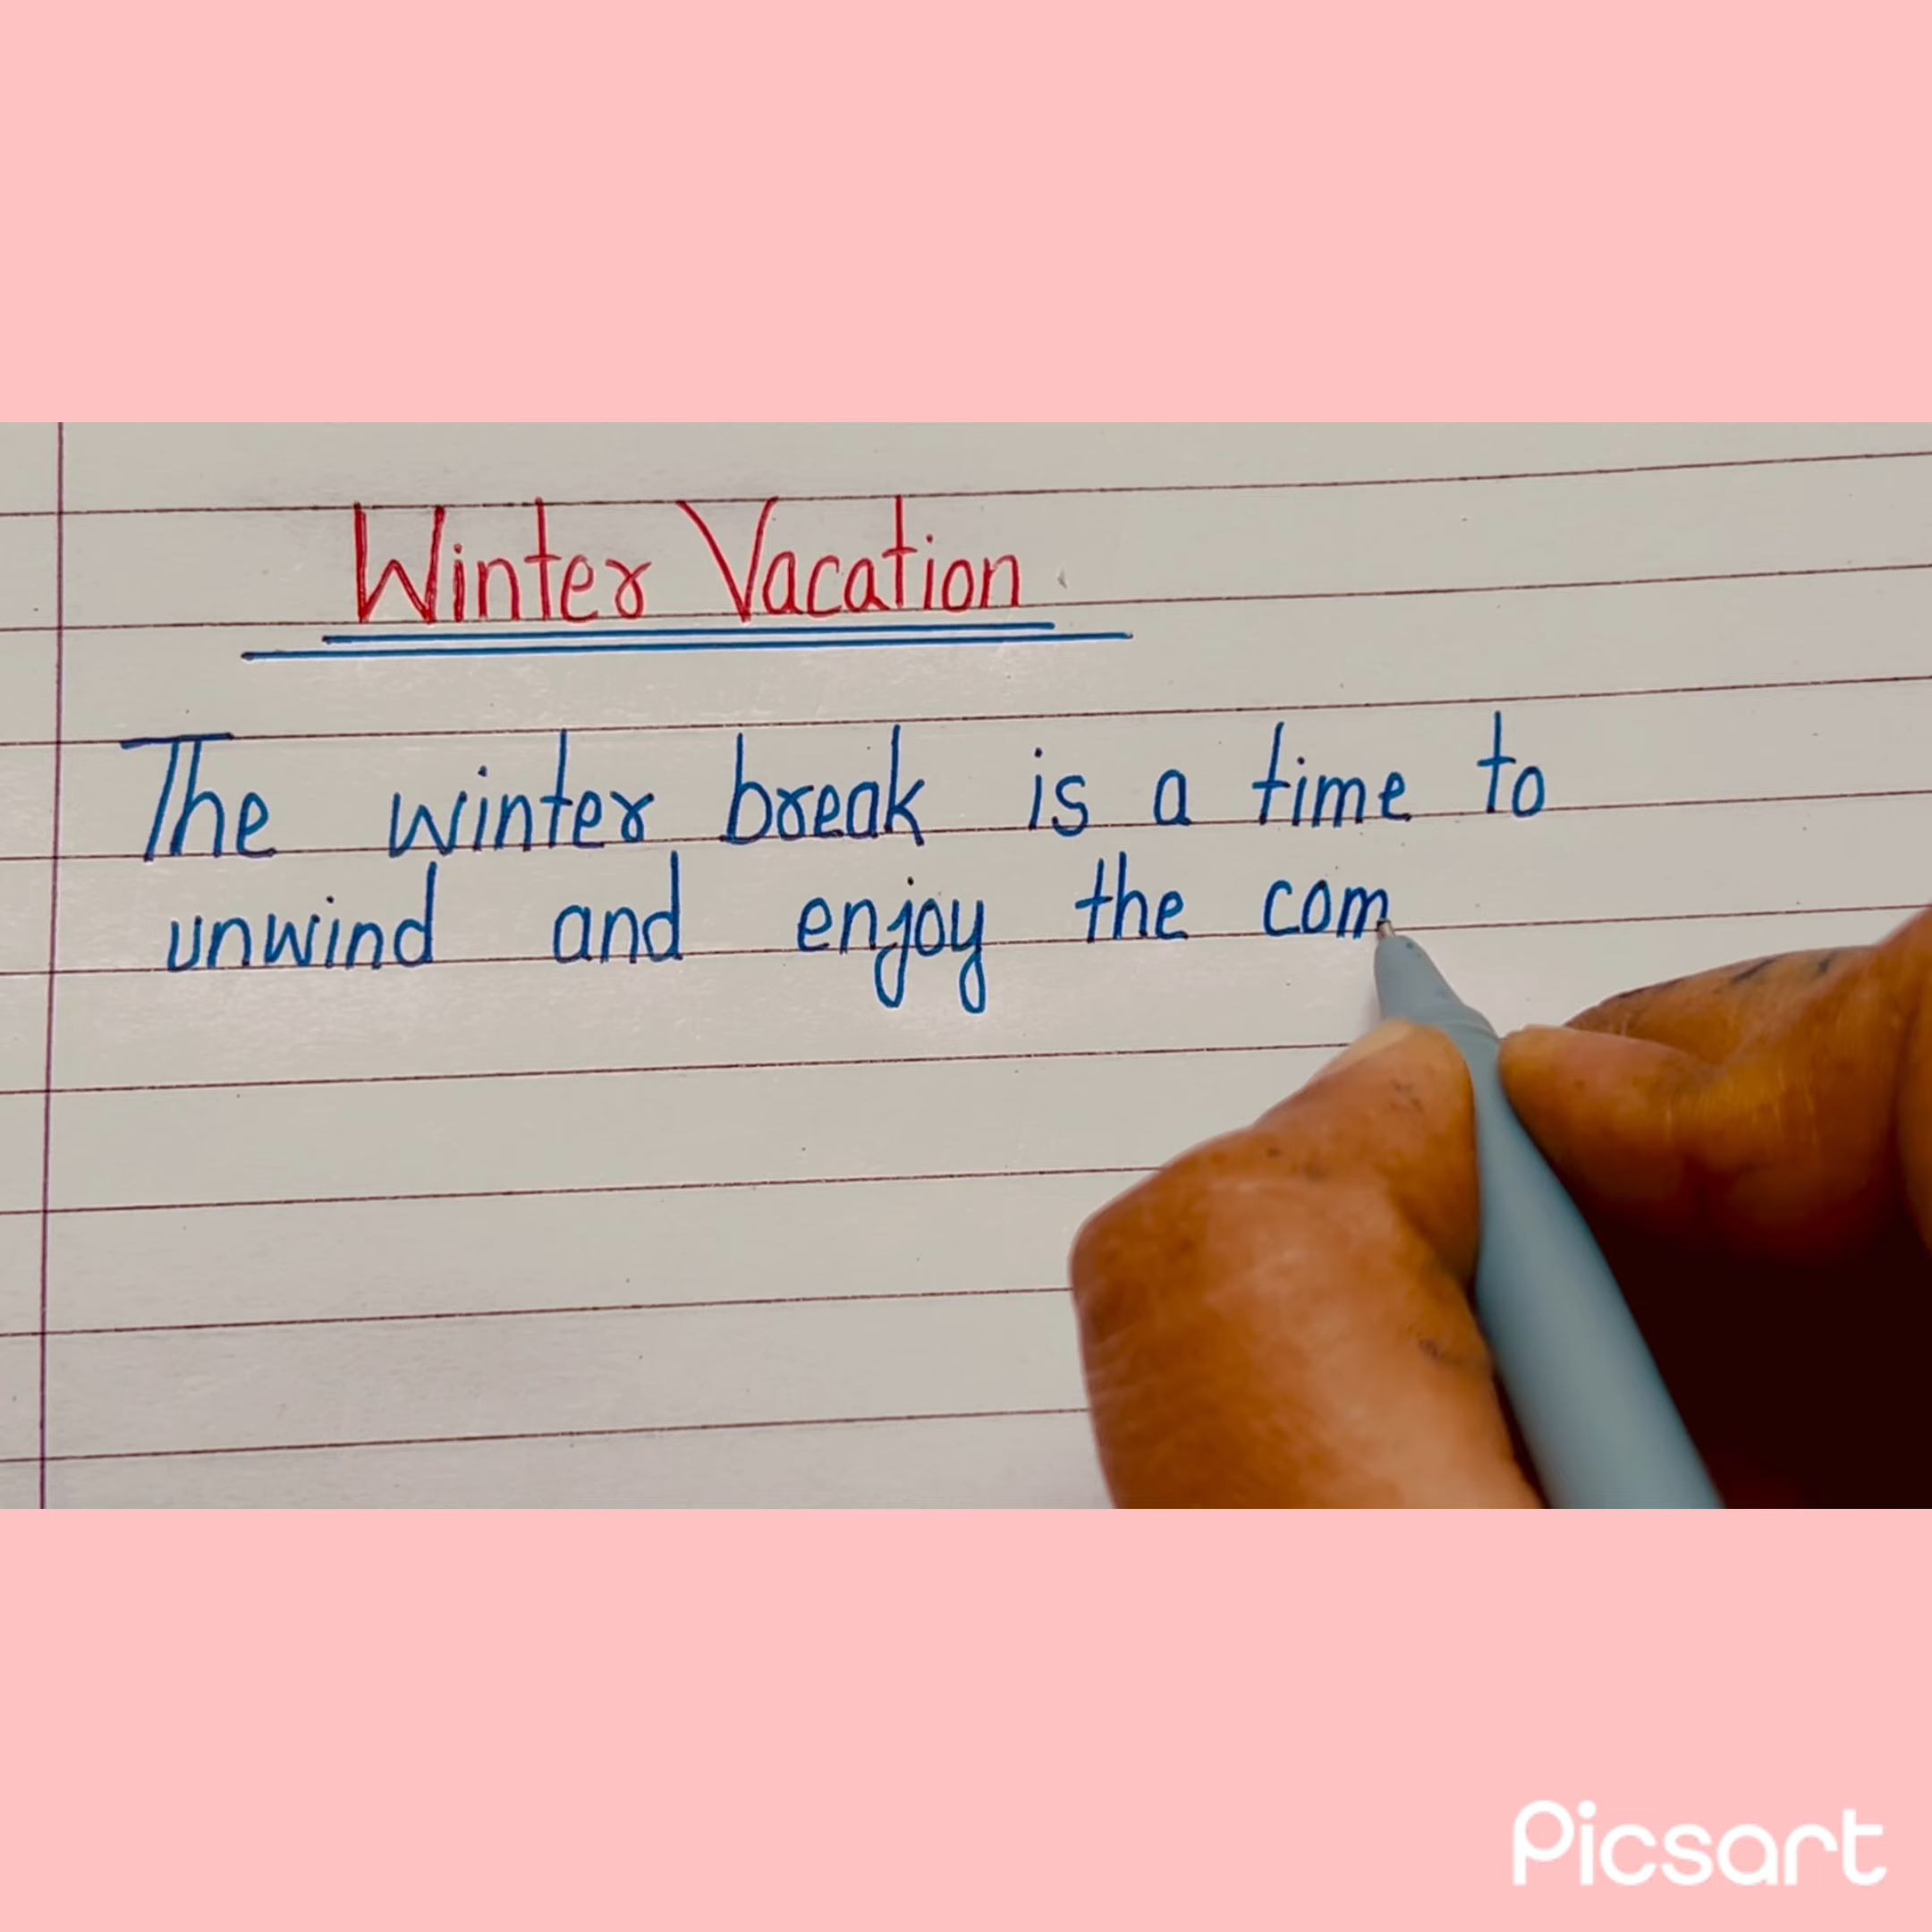 Winter Vacation
The winter break is a time to
unwind and enjoy the com
Picsart